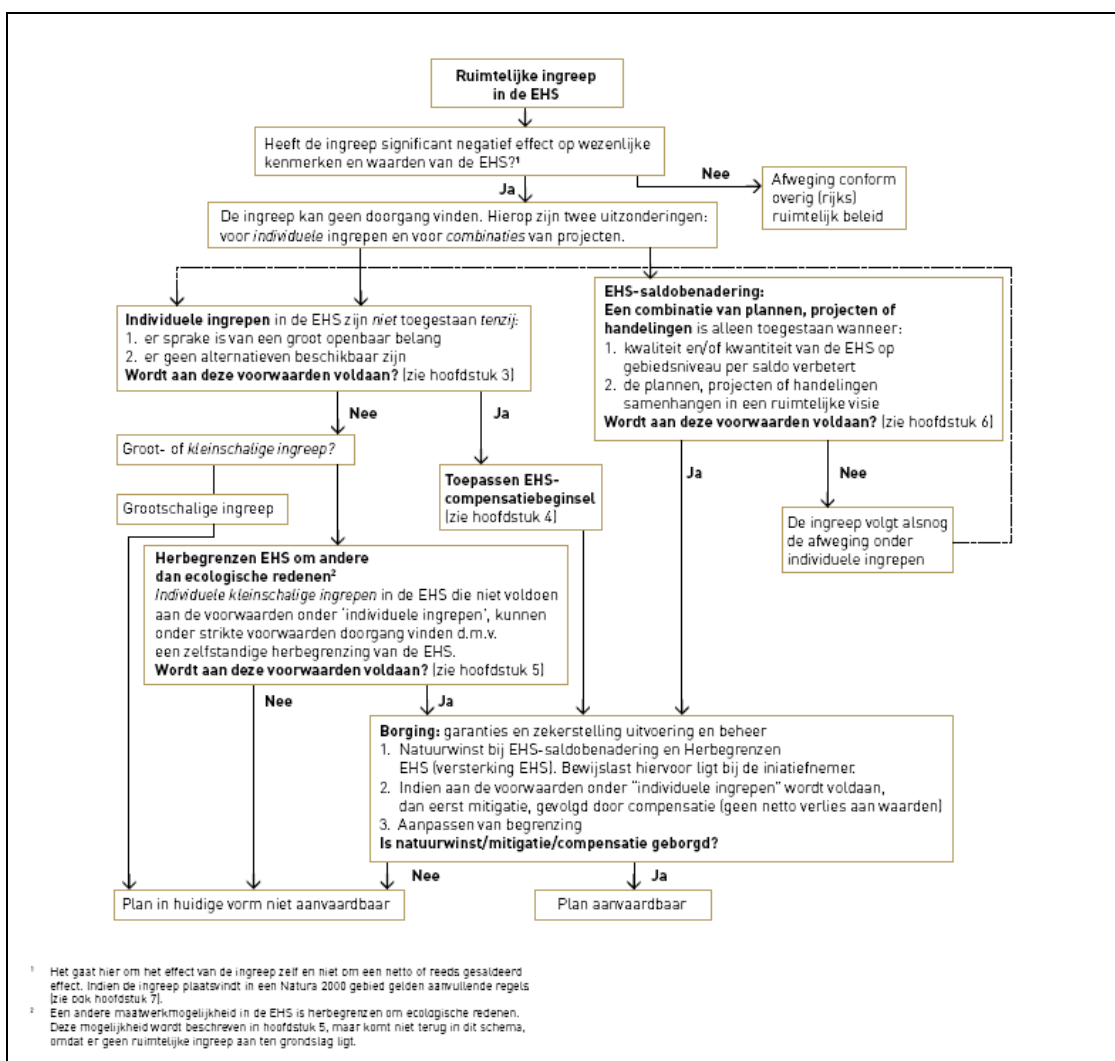 Ruimtelijke ingreep
in de EHS
Heeft de ingreep significant negatief effect op wezenlijke
kenmerken en waarden van de EHS?¹
Nee
Ja
Afweging conform
overig (rijks)
ruimtelijk beleid
De ingreep kan geen doorgang vinden. Hierop zijn twee uitzonderingen:
voor individuele ingrepen en voor combinaties van projecten.
Individuele ingrepen in de EHS zijn niet toegestaan tenzij:
1. er sprake is van een groot openbaar belang
2. er geen alternatieven beschikbaar zijn
Wordt aan deze voorwaarden voldaan? (zie hoofdstuk 3)
EHS-saldobenadering:
Een combinatie van plannen, projecten of
handelingen is alleen toegestaan wanneer:
1. kwaliteit en/of kwantiteit van de EHS op
gebiedsniveau per saldo verbetert
2. de plannen, projecten of handelingen
samenhangen in een ruimtelijke visie
Wordt aan deze voorwaarden voldaan? (zie hoofdstuk 6)
Nee
Ja
Groot- of kleinschalige ingreep?
Grootschalige ingreep
Toepassen EHS-
compensatiebeginsel
(zie hoofdstuk 4)
Ja
Nee
De ingreep volgt alsnog
de afweging onder
individuele ingrepen
Herbegrenzen EHS om andere
dan ecologische redenen²
Individuele kleinschalige ingrepen in de EHS die niet voldoen
aan de voorwaarden onder 'individuele ingrepen', kunnen
onder strikte voorwaarden doorgang vinden d.m.v.
een zelfstandige herbegrenzing van de EHS.
Wordt aan deze voorwaarden voldaan? (zie hoofdstuk 5)
Nee
Ja
Borging: garanties en zekerstelling uitvoering en beheer
1. Natuurwinst bij EHS-saldobenadering en Herbegrenzen
EHS (versterking EHS). Bewijslast hiervoor ligt bij de iniatiefnemer.
2. Indien aan de voorwaarden onder "individuele ingrepen" wordt voldaan,
dan eerst mitigatie, gevolgd door compensatie (geen netto verlies aan waarden)
3. Aanpassen van begrenzing
Is natuurwinst/mitigatie/compensatie geborgd?
Nee
Ja
Plan in huidige vorm niet aanvaardbaar
Plan aanvaardbaar
¹ Het gaat hier om het effect van de ingreep zelf en niet om een netto of reeds gesaldeerd
effect. Indien de ingreep plaatsvindt in een Natura 2000 gebied gelden aanvullende regels
(zie ook hoofdstuk 7).
² Een andere maatwerkmogelijkheid in de EHS is herbegrenzen om ecologische redenen.
Deze mogelijkheid wordt beschreven in hoofdstuk 5, maar komt niet terug in dit schema,
omdat er geen ruimtelijke ingreep aan ten grondslag ligt.